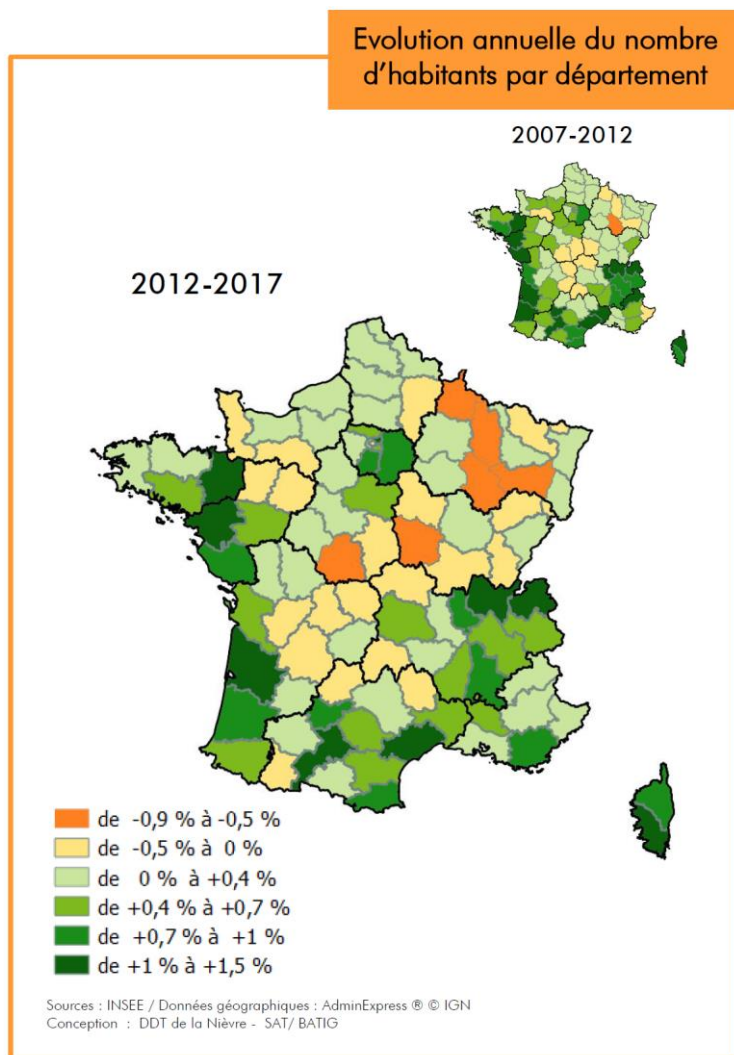 Evolution annuelle du nombre
d'habitants par département
2007-2012
2012-2017
de -0,9 % à -0,5 %
de -0,5 % à 0 %
de 0 % à +0,4 %
de +0,4 % à +0,7 %
de +0,7 % à +1 %
de +1 % à +1,5 %
Sources : INSEE / Données géographiques : AdminExpress ® © IGN
Conception : DDT de la Nièvre - SAT/ BATIG